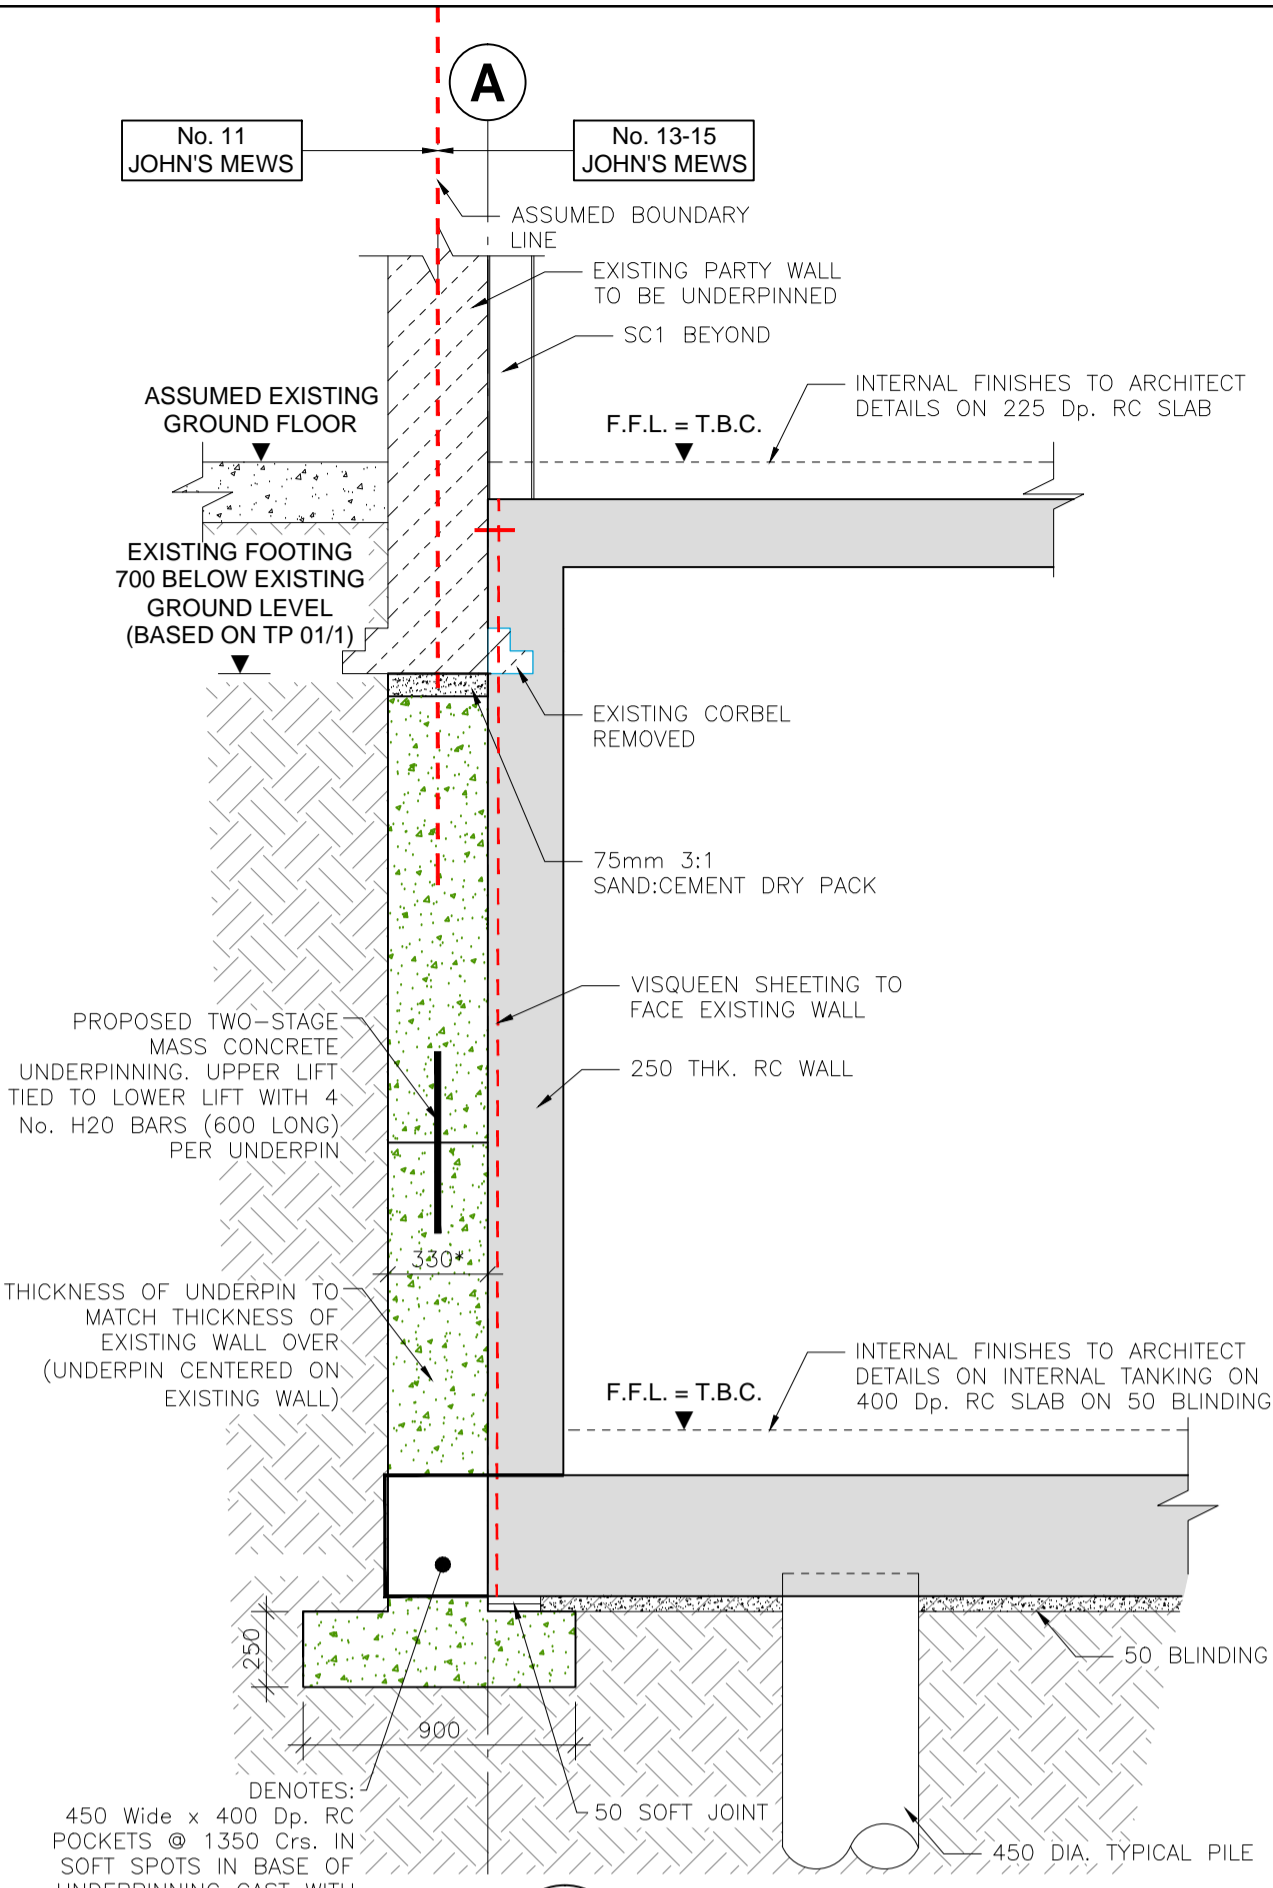 A
No. 11
JOHN'S MEWS
No. 13-15
JOHN'S MEWS
ASSUMED BOUNDARY
LINE
EXISTING PARTY WALL
TO BE UNDERPINNED
SC1 BEYOND
ASSUMED EXISTING
GROUND FLOOR
F.F.L. = T.B.C.
INTERNAL FINISHES TO ARCHITECT
DETAILS ON 225 Dp. RC SLAB
EXISTING FOOTING
700 BELOW EXISTING
GROUND LEVEL
(BASED ON TP 01/1)
EXISTING CORBEL
REMOVED
75mm 3:1
SAND:CEMENT DRY PACK
VISQUEEN SHEETING TO
FACE EXISTING WALL
250 THK. RC WALL
PROPOSED TWO-STAGE
MASS CONCRETE
UNDERPINNING. UPPER LIFT
TIED TO LOWER LIFT WITH 4
No. H20 BARS (600 LONG)
PER UNDERPIN
330*
THICKNESS OF UNDERPIN TO
MATCH THICKNESS OF
EXISTING WALL OVER
(UNDERPIN CENTERED ON
EXISTING WALL)
F.F.L. = T.B.C.
INTERNAL FINISHES TO ARCHITECT
DETAILS ON INTERNAL TANKING ON
400 Dp. RC SLAB ON 50 BLINDING
250
900
50 BLINDING
DENOTES:
450 Wide x 400 Dp. RC
POCKETS @ 1350 Crs. IN
SOFT SPOTS IN BASE OF
UNDERPINNING CAST WITH
50 SOFT JOINT
450 DIA. TYPICAL PILE